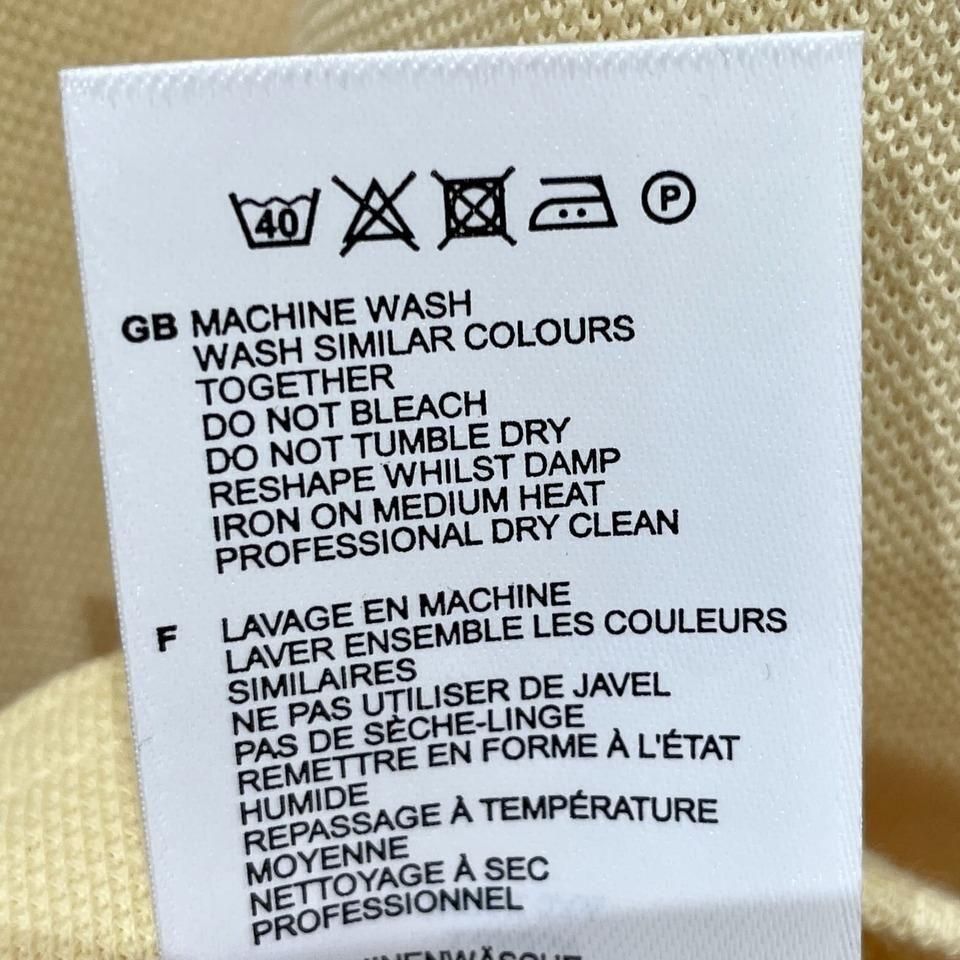 40 P
GB MACHINE WASH
WASH SIMILAR COLOURS
TOGETHER
DO NOT BLEACH
DO NOT TUMBLE DRY
RESHAPE WHILST DAMP
IRON ON MEDIUM HEAT
PROFESSIONAL DRY CLEAN
F LAVAGE EN MACHINE
LAVER ENSEMBLE LES COULEURS
SIMILAIRES
NE PAS UTILISER DE JAVEL
PAS DE SÈCHE-LINGE
REMETTRE EN FORME À L'ÉTAT
HUMIDE
REPASSAGE À TEMPÉRATURE
MOYENNE
NETTOYAGE À SEC
PROFESSIONNEL